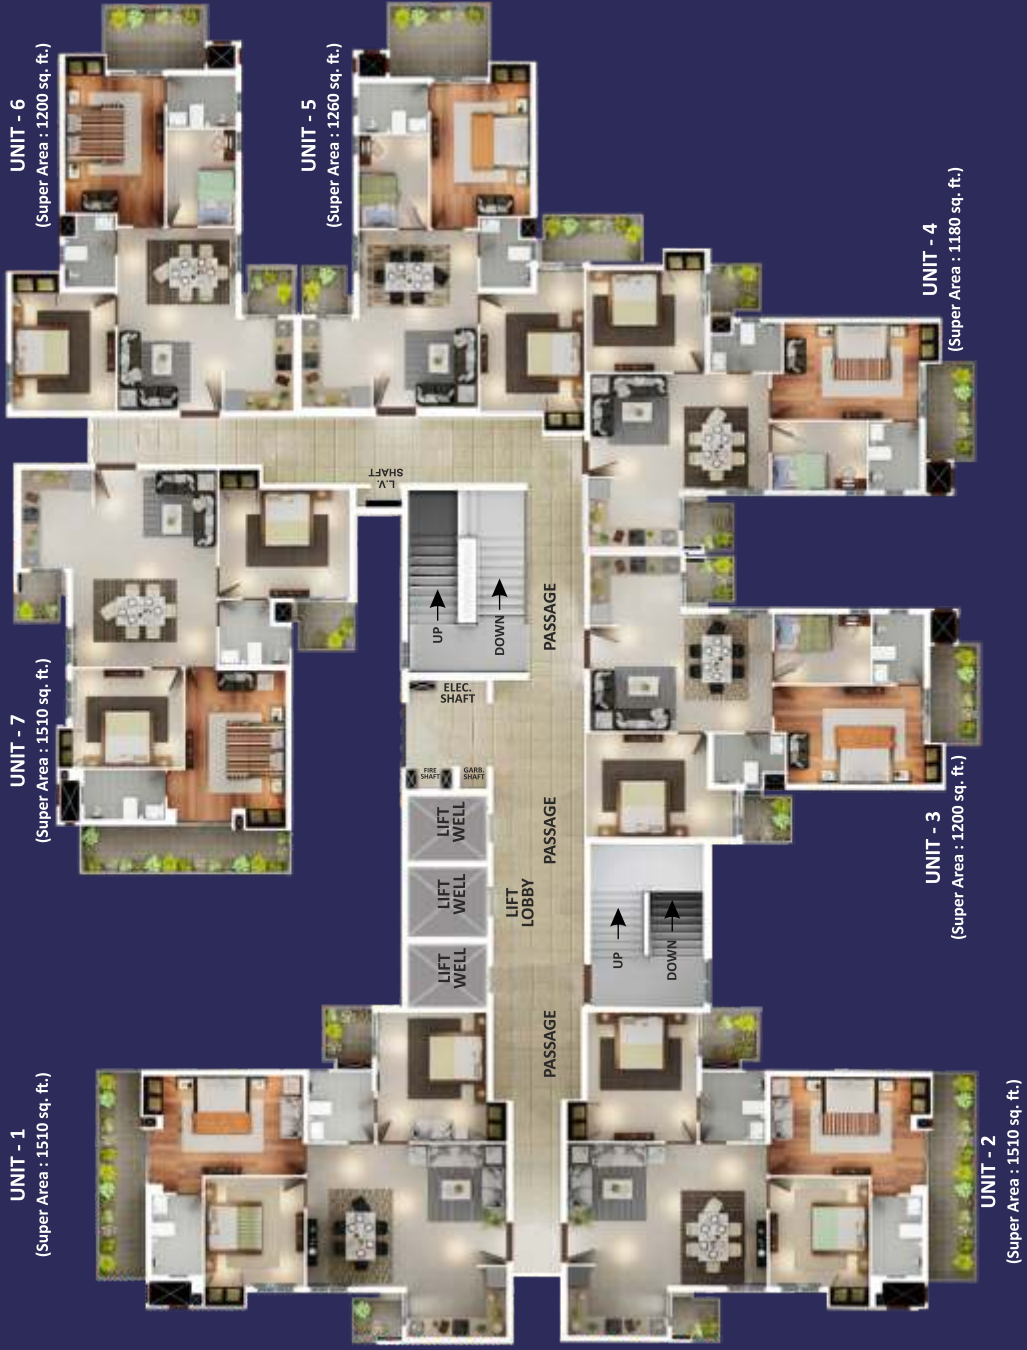 UNIT - 6
(Super Area : 1200 sq. ft.)
UNIT - 5
(Super Area : 1260 sq. ft.)
UNIT - 4
(Super Area : 1180 sq. ft.)
L.V.
SHAFT
UP
DOWN
PASSAGE
ELEC.
SHAFT
UNIT - 7
(Super Area : 1510 sq. ft.)
FIRE
SHAFT
GARB.
SHAFT
LIFT
WELL
PASSAGE
LIFT
WELL
LIFT
LOBBY
LIFT
WELL
UNIT - 3
(Super Area : 1200 sq. ft.)
UP
DOWN
PASSAGE
UNIT - 1
(Super Area : 1510 sq. ft.)
UNIT - 2
(Super Area : 1510 sq. ft.)